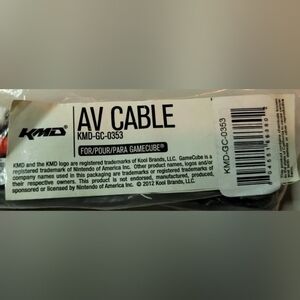 KMD
AV CABLE
KMD-GC-0353
FOR/POUR/PARA GAMECUBE®
KMD and the KMD logo are registered trademarks of Kool Brands, LLC. GameCube is a
registered trademark of Nintendo of America Inc. Other product names, logos and/or
company names used in this packaging are trademarks or registered trademarks of
their respective owners. This product is not endorsed, manufactured, produced,
sponsored or licensed by Nintendo of America Inc. © 2012 Kool Brands, LLC.
KMD-GC-0353